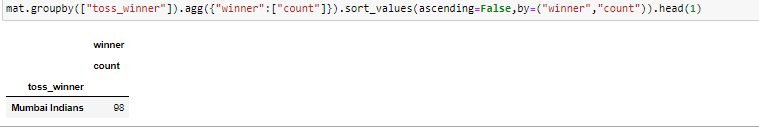 mat.groupby(["toss_winner"]).agg({"winner":["count"]}).sort_values(ascending=False,by=("winner","count")).head(1)
winner
count
toss_winner
Mumbai Indians 98